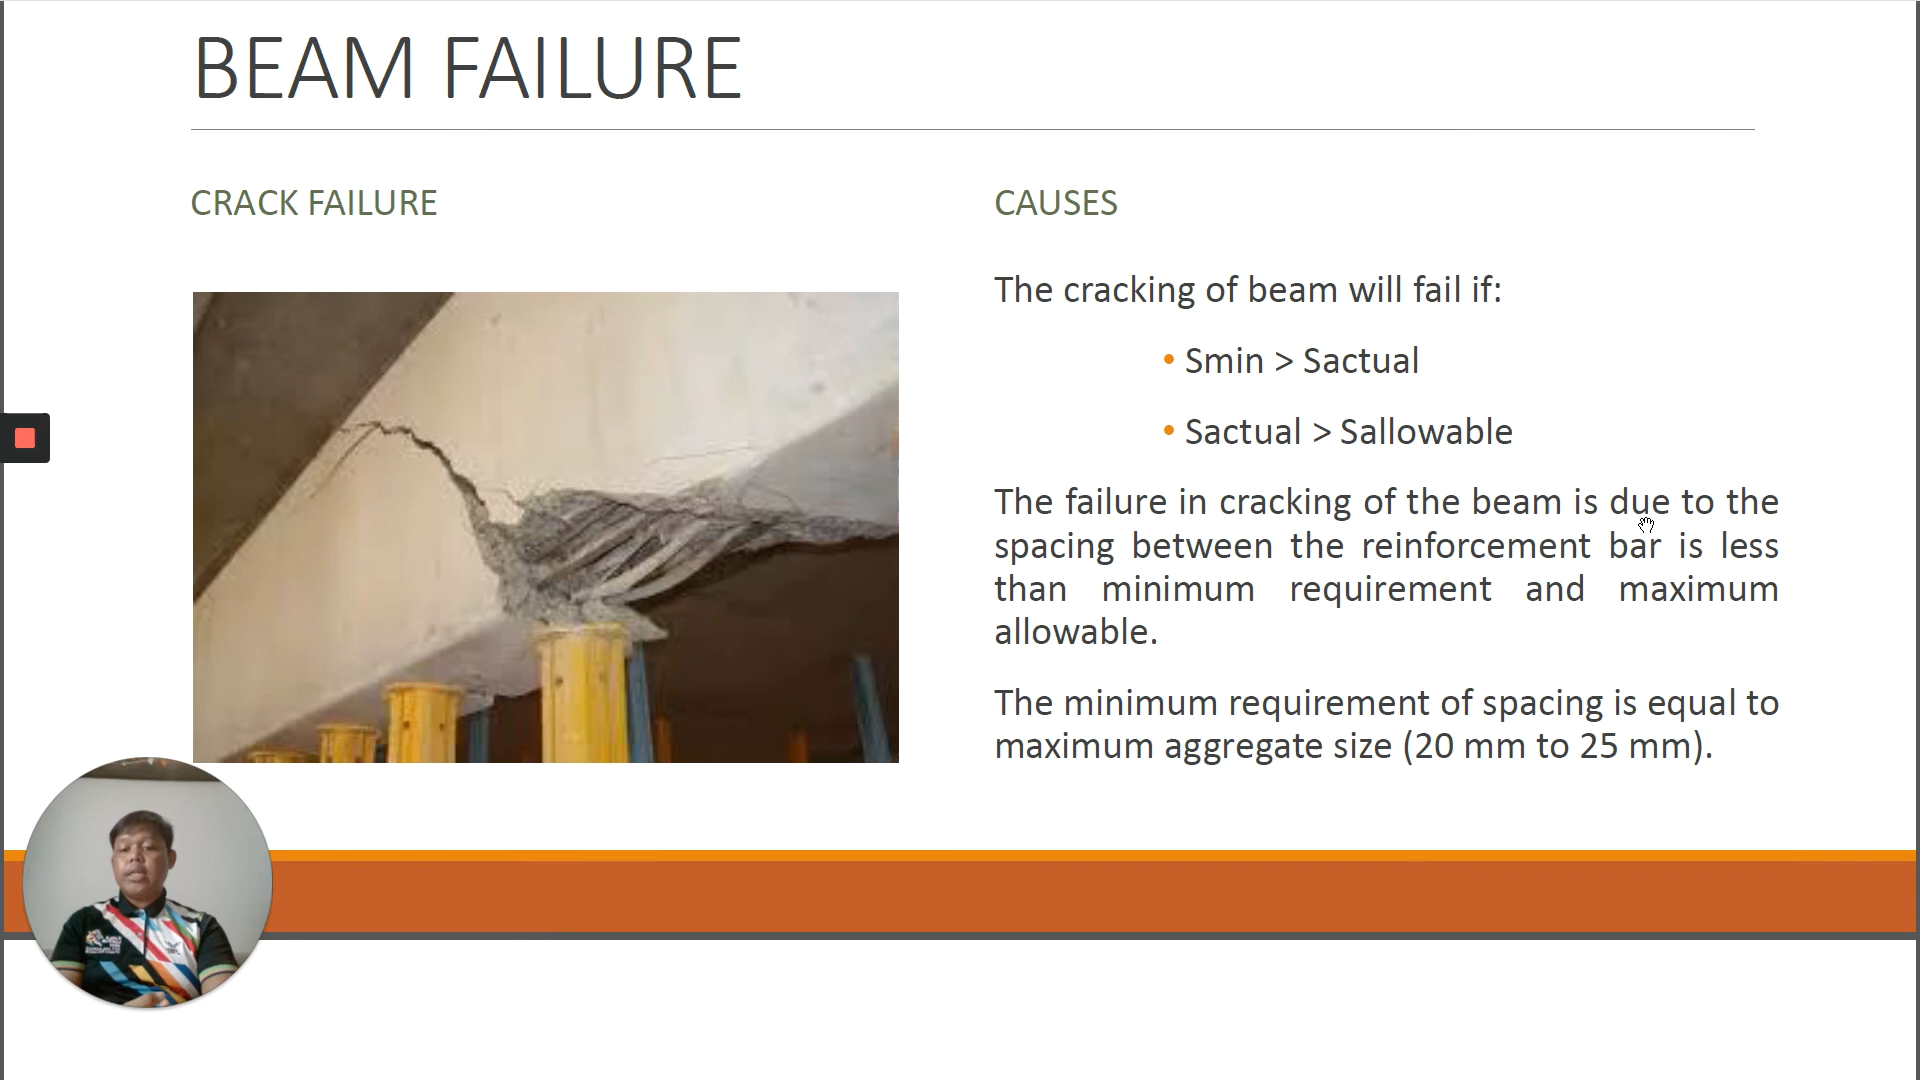 BEAM FAILURE
CRACK FAILURE
CAUSES
The cracking of beam will fail if:
• Smin > Sactual
• Sactual > Sallowable
The failure in cracking of the beam is due to the
spacing between the reinforcement bar is less
than minimum requirement and maximum
allowable.
The minimum requirement of spacing is equal to
maximum aggregate size (20 mm to 25 mm).